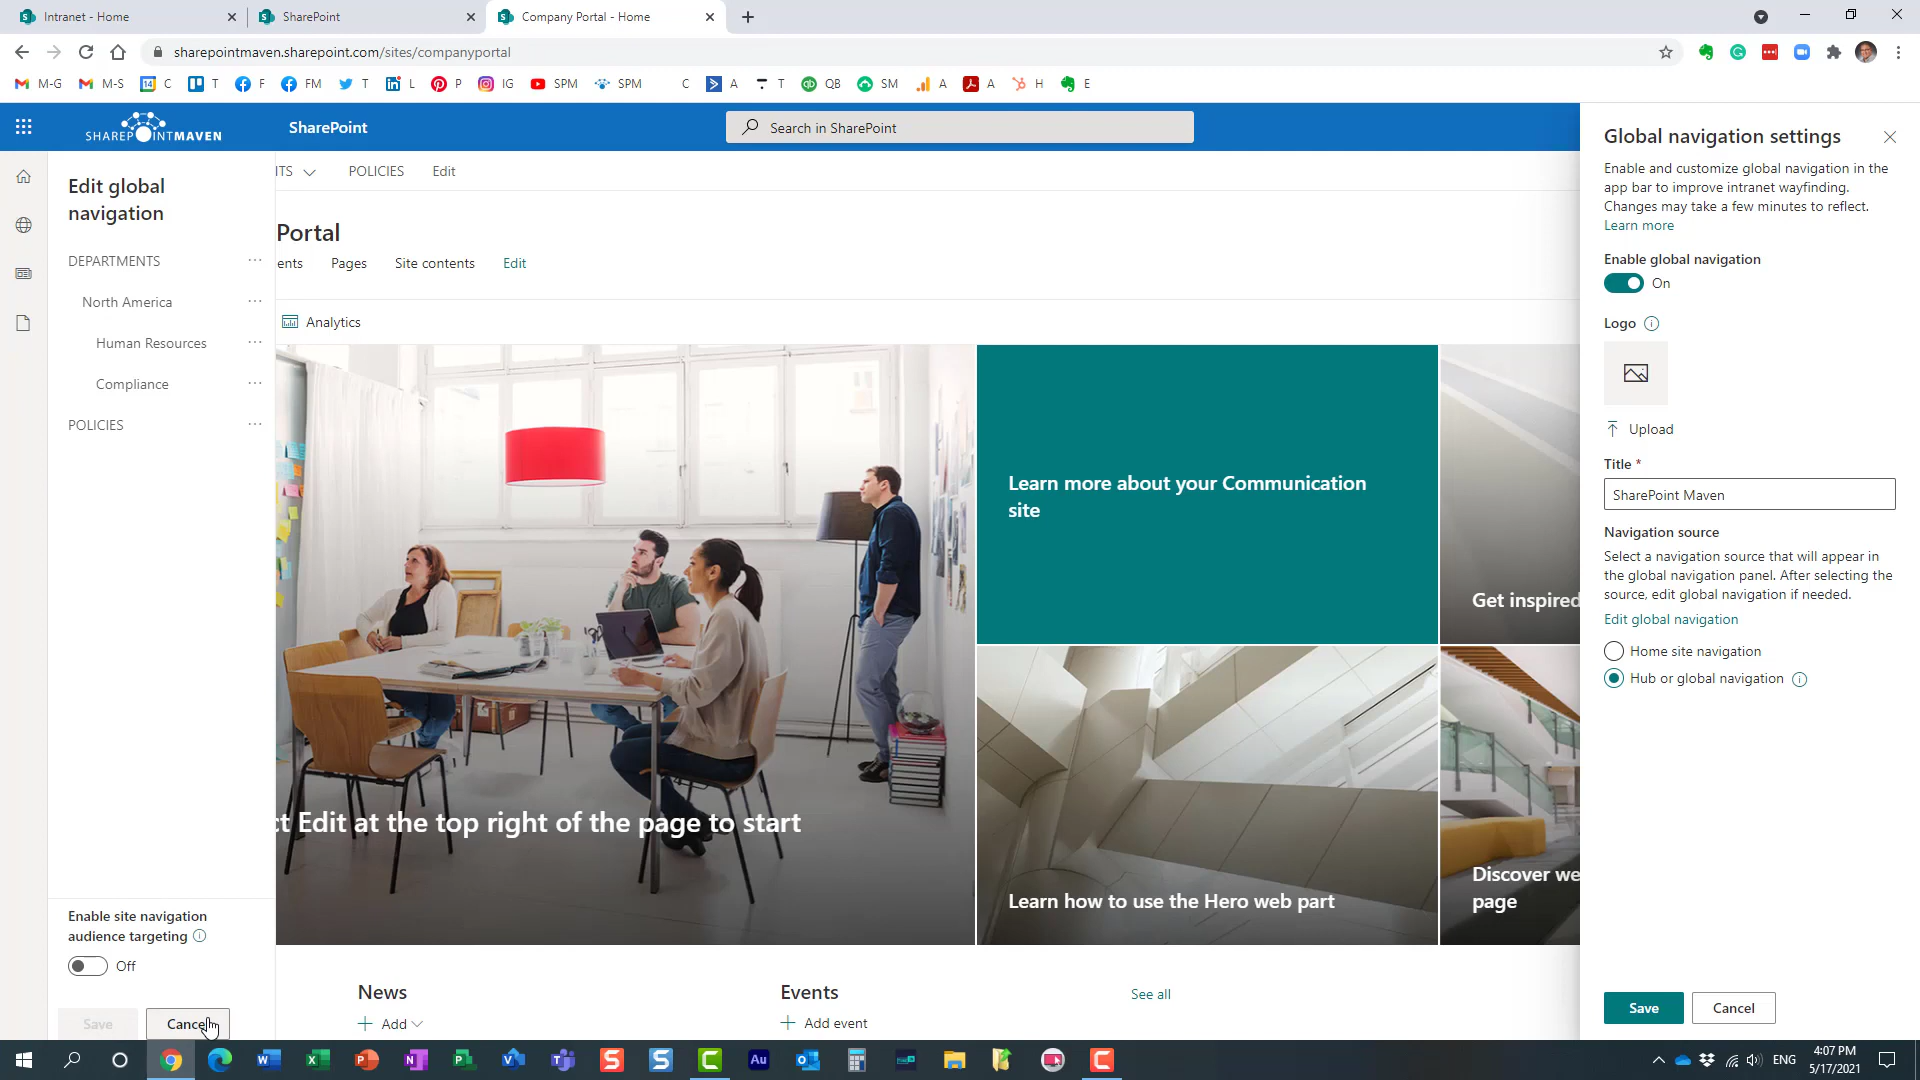 Intranet - Home
SharePoint
Company Portal - Home
sharepointmaven.sharepoint.com/sites/companyportal
M-G
M-S
14
C
T
F
FM
T
L
P
IG
SPM
SPM
C
A
T
QB
SM
A
A
H
E
SHAREPOINTMAVEN
SharePoint
Search in SharePoint
Edit global
navigation
DEPARTMENTS
North America
Human Resources
Compliance
POLICIES
Enable site navigation
audience targeting
Off
Save
Cancel
ITS
POLICIES
Edit
Portal
ents
Pages
Site contents
Edit
Analytics
ct Edit at the top right of the page to start
Learn more about your Communication
site
Get inspired
Learn how to use the Hero web part
Discover we
page
News
Add
Events
See all
Add event
Global navigation settings
Enable and customize global navigation in the
app bar to improve intranet wayfinding.
Changes may take a few minutes to reflect.
Learn more
Enable global navigation
On
Logo
Upload
Title *
SharePoint Maven
Navigation source
Select a navigation source that will appear in
the global navigation panel. After selecting the
source, edit global navigation if needed.
Edit global navigation
Home site navigation
Hub or global navigation
Save
Cancel
Au
ENG
4:07 PM
5/17/2021